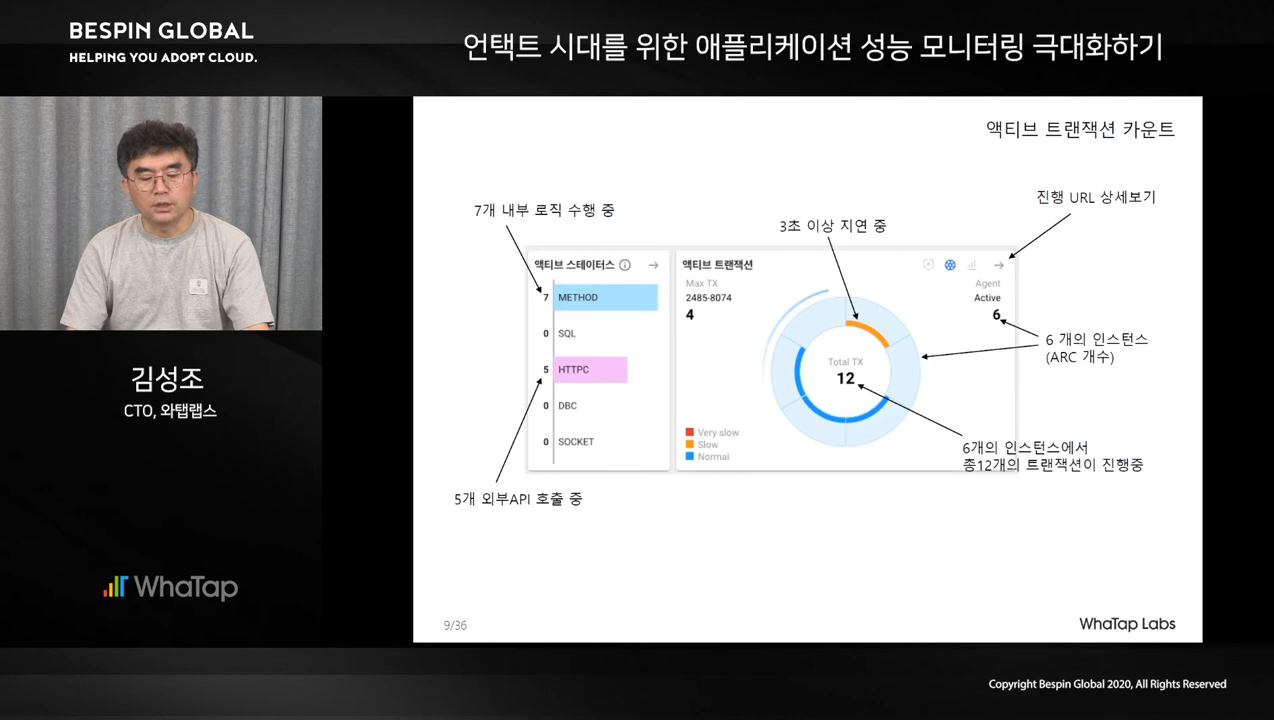 BESPIN GLOBAL
HELPING YOU ADOPT CLOUD.
언택트 시대를 위한 애플리케이션 성능 모니터링 극대화하기
김성조
CTO, 와탭랩스
WhaTap
액티브 트랜잭션 카운트
진행 URL 상세보기
7개 내부 로직 수행 중
3초 이상 지연 중
액티브 스테이터스
7 METHOD
0 SQL
5 HTTPC
0 DBC
0 SOCKET
액티브 트랜잭션
Max TX
2485-8074
4
Agent
Active
6
Total TX
12
Very slow
Slow
Normal
6 개의 인스턴스
(ARC 개수)
6개의 인스턴스에서
총12개의 트랜잭션이 진행중
5개 외부API 호출 중
9/36
WhaTap Labs
Copyright Bespin Global 2020, All Rights Reserved